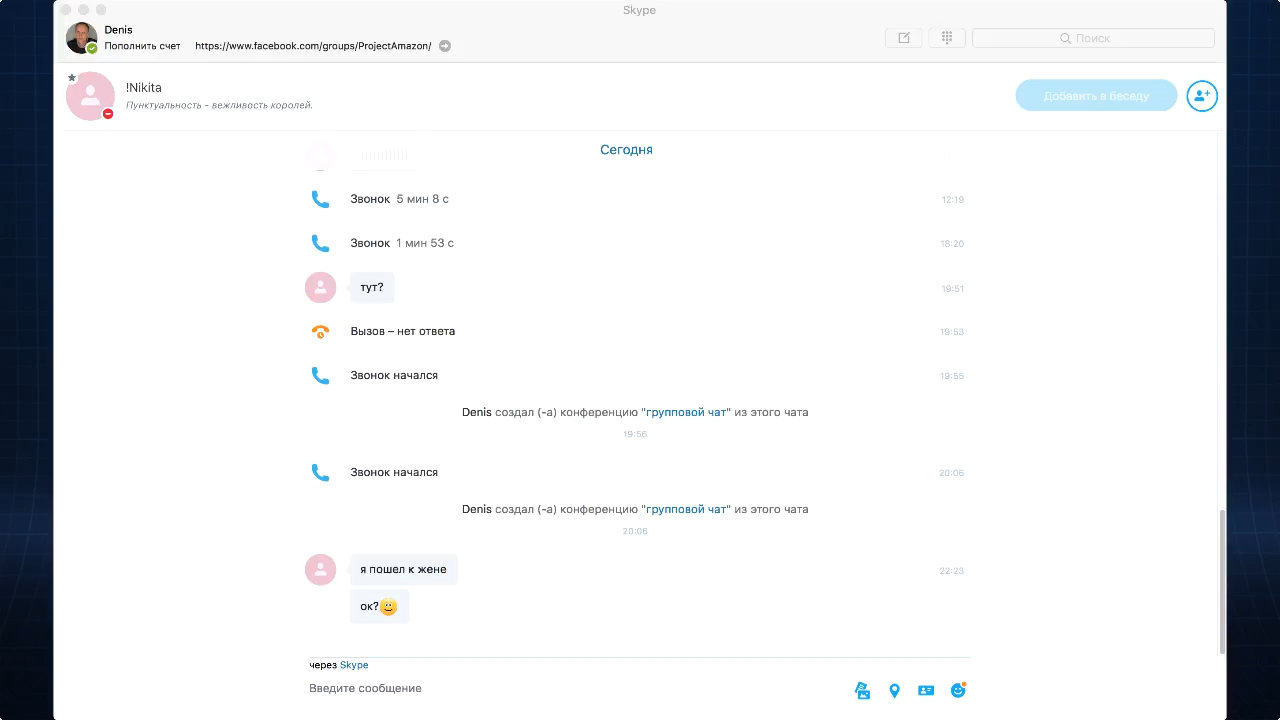 Skype
Denis
Пополнить счет https://www.facebook.com/groups/ProjectAmazon/
Поиск
!Nikita
Пунктуальность - вежливость королей.
Добавить в беседу
Сегодня
Звонок 5 мин 8 с 12:19
Звонок 1 мин 53 с 18:20
тут? 19:51
Вызов – нет ответа 19:53
Звонок начался 19:55
Denis создал (-а) конференцию "групповой чат" из этого чата
19:56
Звонок начался 20:06
Denis создал (-а) конференцию "групповой чат" из этого чата
20:06
я пошел к жене 22:23
ок?
через Skype
Введите сообщение